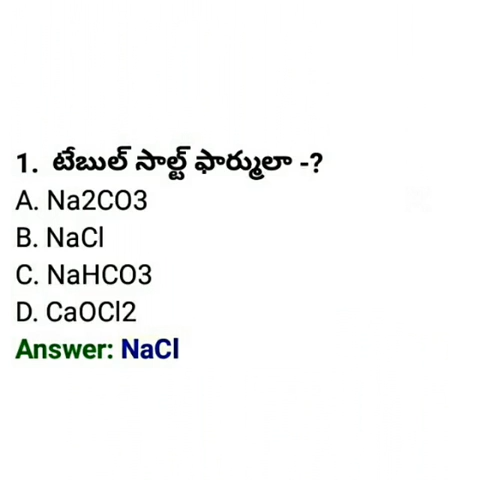 1. టేబుల్ సాల్ట్ ఫార్ములా -?
A. Na2CO3
B. NaCl
C. NaHCO3
D. CaOCl2
Answer: NaCl